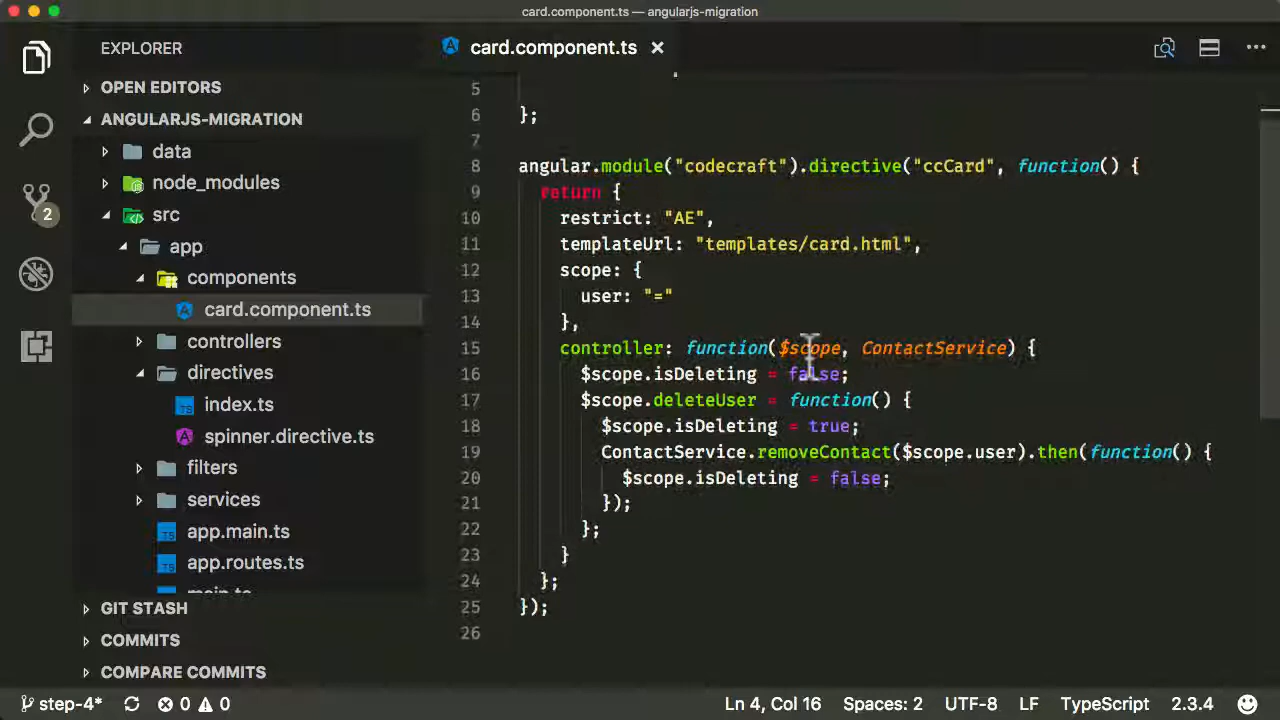 card.component.ts — angularjs-migration
EXPLORER
OPEN EDITORS
ANGULARJS-MIGRATION
data
node_modules
src
app
components
card.component.ts
controllers
directives
index.ts
spinner.directive.ts
filters
services
app.main.ts
app.routes.ts
main.ts
GIT STASH
COMMITS
COMPARE COMMITS
2
card.component.ts
5
6 };
7
8 angular.module("codecraft").directive("ccCard", function() {
9 return {
10 restrict: "AE",
11 templateUrl: "templates/card.html",
12 scope: {
13 user: "="
14 },
15 controller: function($scope, ContactService) {
16 $scope.isDeleting = false;
17 $scope.deleteUser = function() {
18 $scope.isDeleting = true;
19 ContactService.removeContact($scope.user).then(function() {
20 $scope.isDeleting = false;
21 });
22 };
23 }
24 };
25 });
26
step-4* 0 0 Ln 4, Col 16 Spaces: 2 UTF-8 LF TypeScript 2.3.4